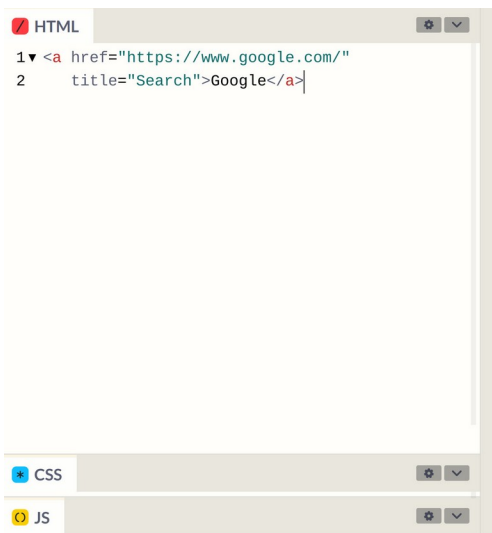 HTML
1 <a href="https://www.google.com/"
2 title="Search">Google</a>
CSS
JS